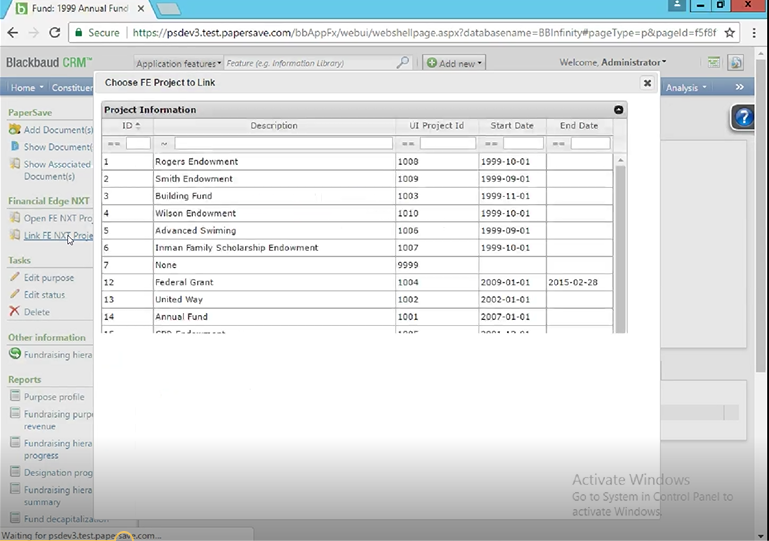 Fund: 1999 Annual Fund
Secure https://psdev3.test.papersave.com/bbAppFx/webui/webshellpage.aspx?databasename=BBInfinity#pageType=p&pageId=f5f8f
Blackbaud CRM™ Application features Feature (e.g. Information Library) Add new Welcome, Administrator
Home Constituen Analysis »
Choose FE Project to Link
PaperSave
Add Document(s)
Show Document(
Show Associated
Document(s)
Financial Edge NXT
Open FE NXT Proj
Link FE NXT Proje
Tasks
Edit purpose
Edit status
Delete
Other information
Fundraising hiera
Reports
Purpose profile
Fundraising purp
revenue
Fundraising hiera
progress
Designation prog
Fundraising hiera
summary
Fund decapitaliz
Project Information
ID Description UI Project Id Start Date End Date
== ~ == == ==
1 Rogers Endowment 1008 1999-10-01
2 Smith Endowment 1009 1999-09-01
3 Building Fund 1003 1999-11-01
4 Wilson Endowment 1010 1999-10-01
5 Advanced Swiming 1006 1999-09-01
6 Inman Family Scholarship Endowment 1007 1999-10-01
7 None 9999
12 Federal Grant 1004 2009-01-01 2015-02-28
13 United Way 1002 2002-01-01
14 Annual Fund 1001 2007-01-01
Activate Windows
Go to System in Control Panel to
activate Windows.
Waiting for psdev3.test.papersave.com...